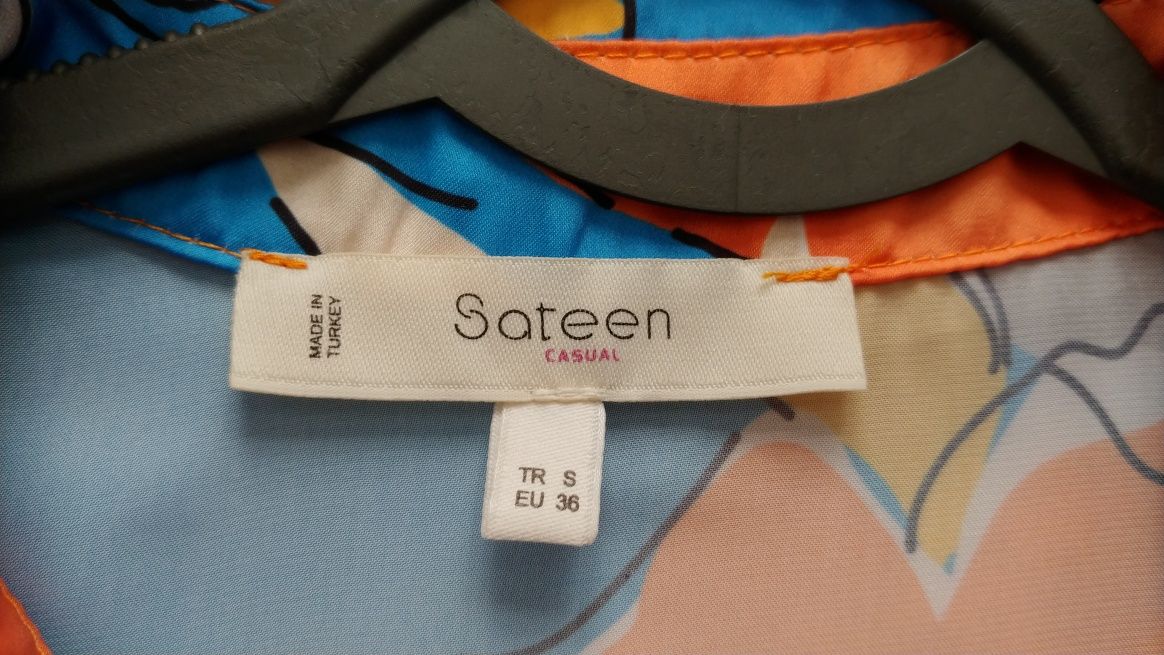 MADE IN
TURKEY
Sateen
CASUAL
TR S
EU 36